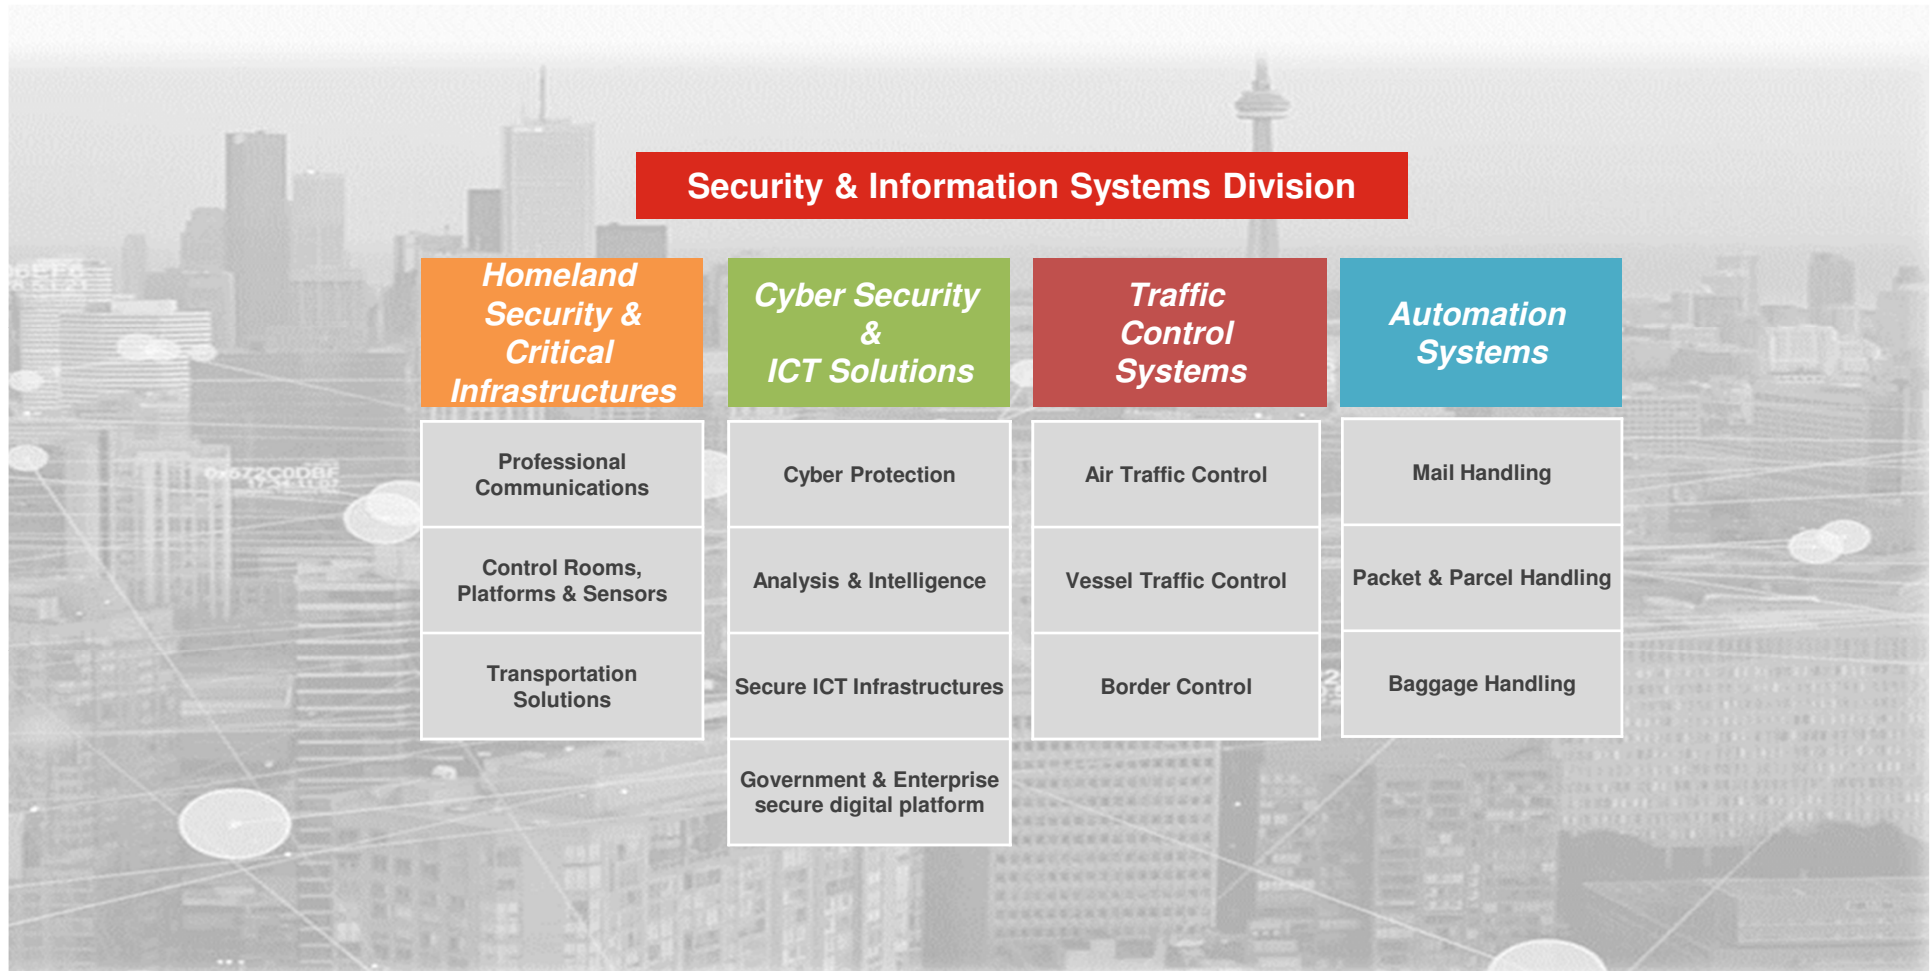 Security & Information Systems Division
Homeland
Security &
Critical
Infrastructures
Cyber Security
&
ICT Solutions
Traffic
Control
Systems
Automation
Systems
Professional
Communications
Control Rooms,
Platforms & Sensors
Transportation
Solutions
Cyber Protection
Analysis & Intelligence
Secure ICT Infrastructures
Government & Enterprise
secure digital platform
Air Traffic Control
Vessel Traffic Control
Border Control
Mail Handling
Packet & Parcel Handling
Baggage Handling
0x672C0DBF